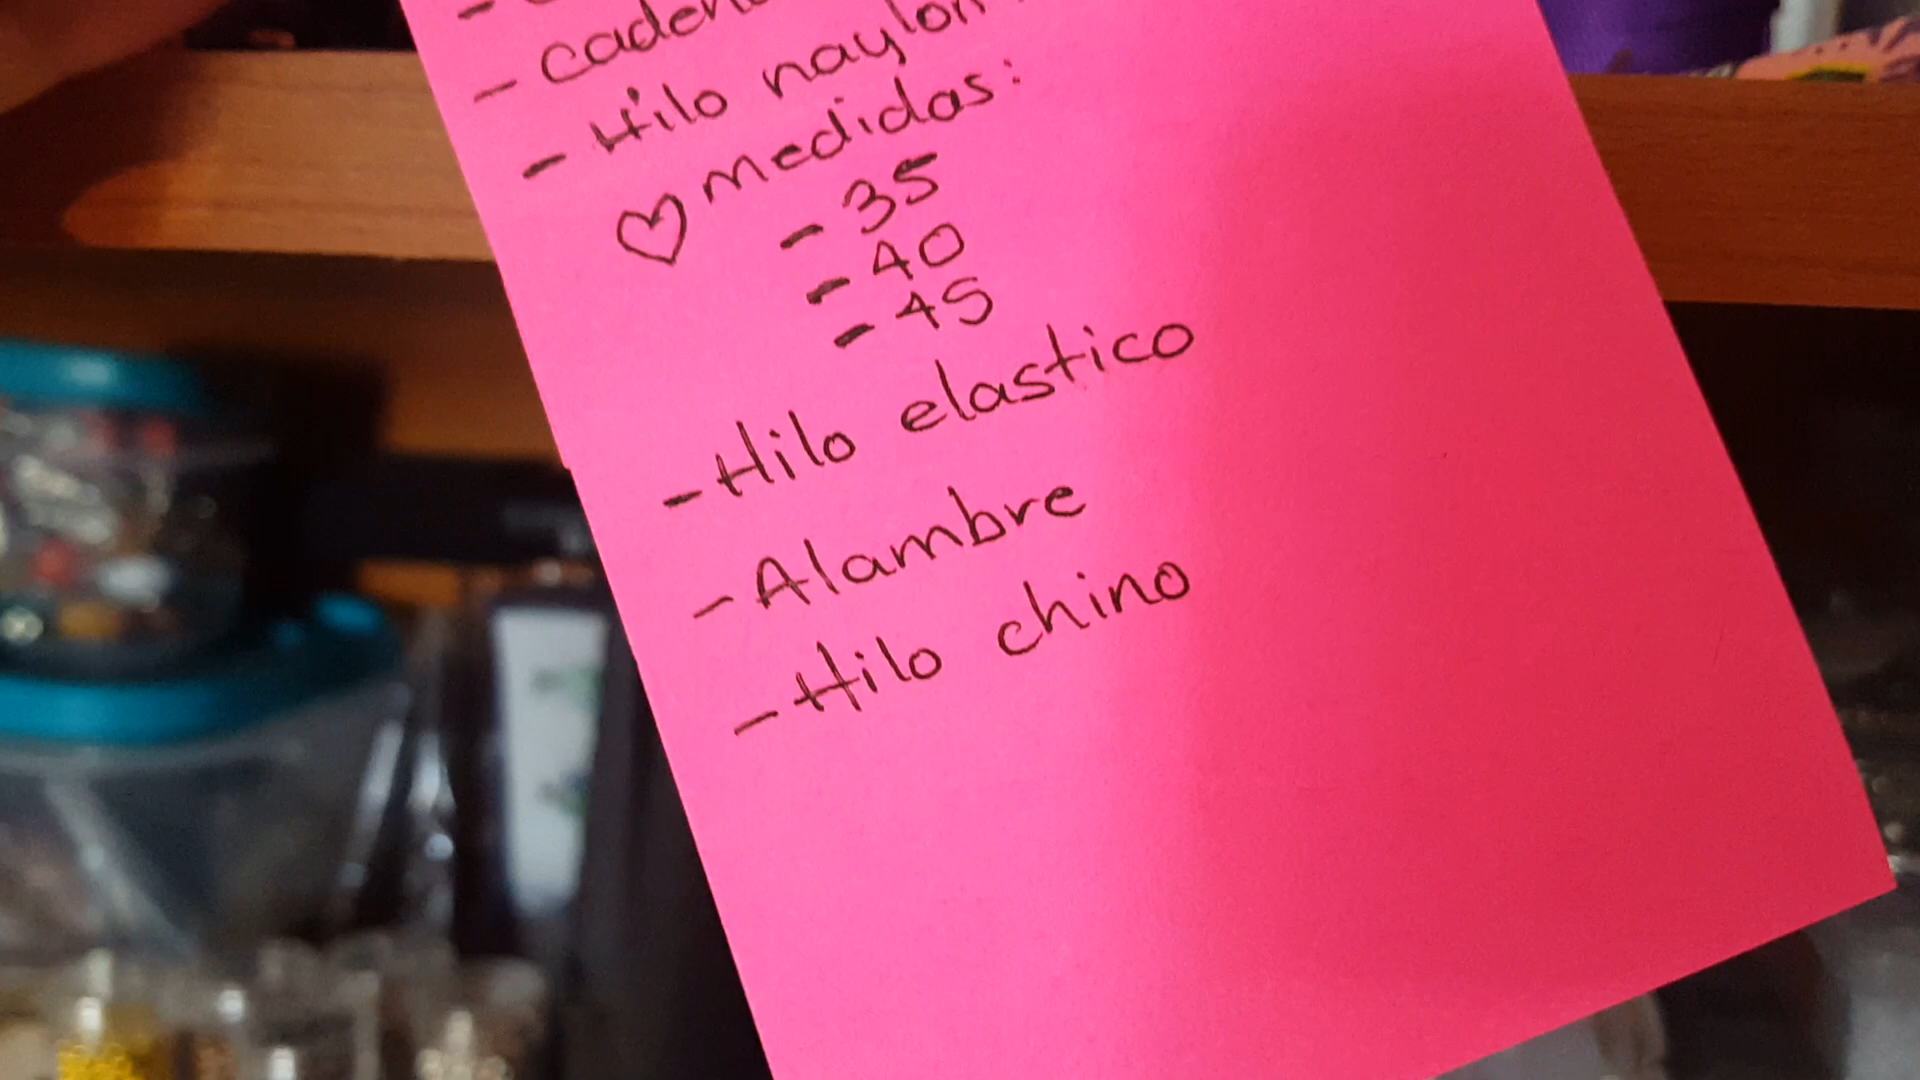 - Hilo naylon
♡ medidas:
- 35
- 40
- 45
- Hilo elastico
- Alambre
- Hilo chino